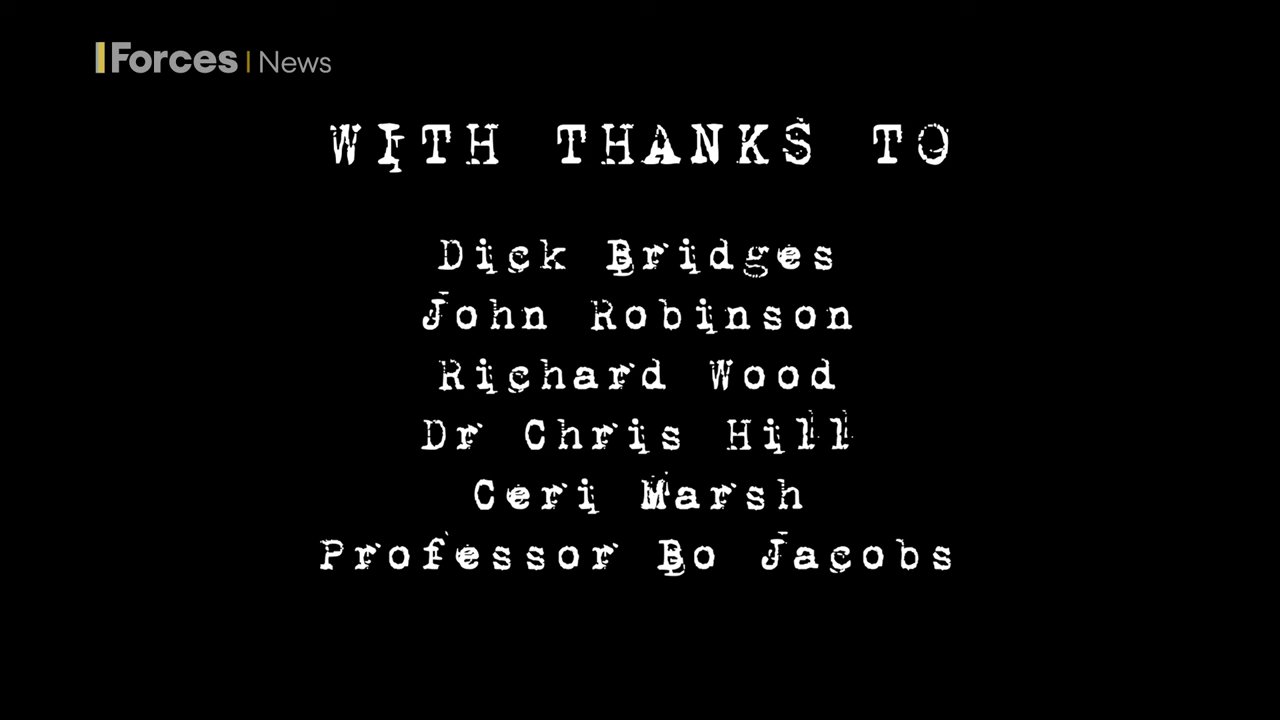 Forces | News
WITH THANKS TO
Dick Bridges
John Robinson
Richard Wood
Dr Chris Hill
Ceri Marsh
Professor Bo Jacobs